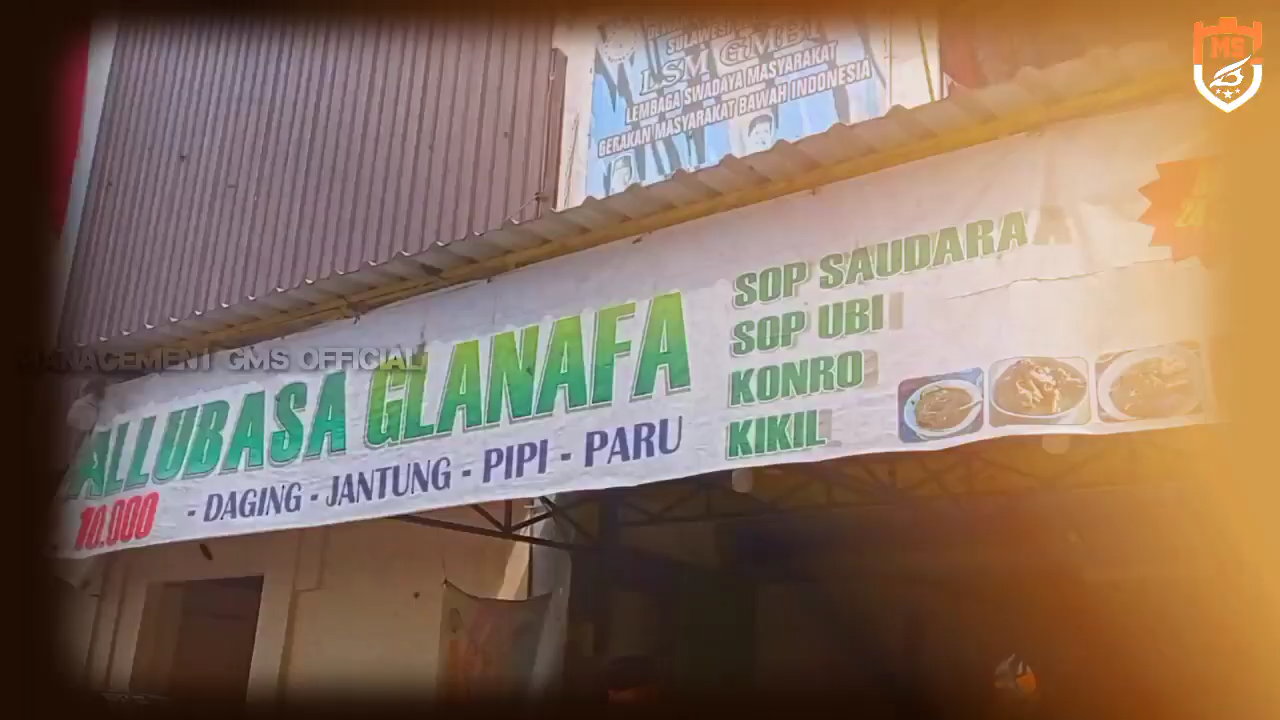 SULAWESI
LSM GMBI
LEMBAGA SWADAYA MASYARAKAT
GERAKAN MASYARAKAT BAWAH INDONESIA
MS
MANAGEMENT GMS OFFICIAL
ALLUBASA GLANAFA
10.000 - DAGING - JANTUNG - PIPI - PARU
SOP SAUDARA
SOP UBI
KONRO
KIKIL